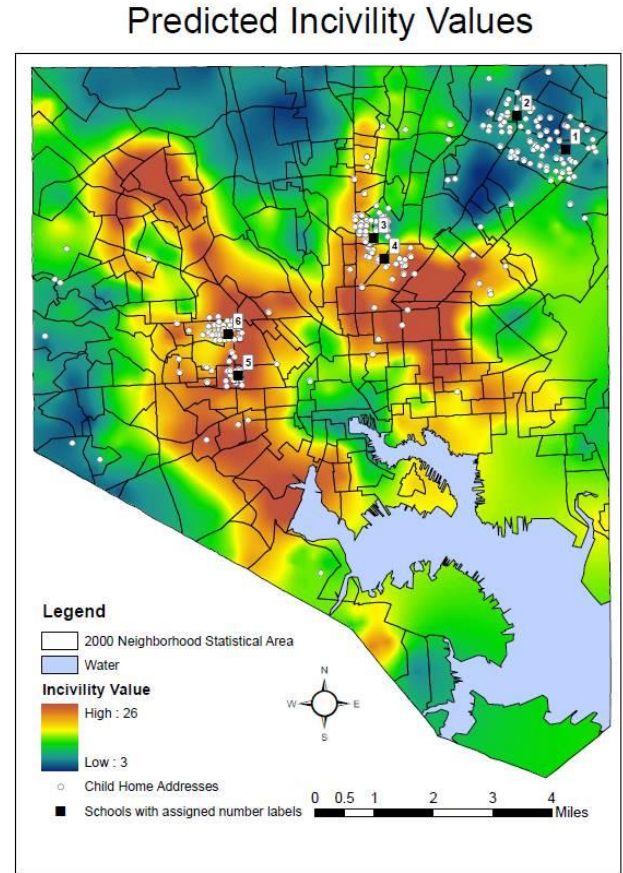 Predicted Incivility Values
2
1
3
4
6
5
Legend
2000 Neighborhood Statistical Area
Water
Incivility Value
High : 26
Low : 3
Child Home Addresses
Schools with assigned number labels
N
W E
S
0 0.5 1 2 3 4
Miles